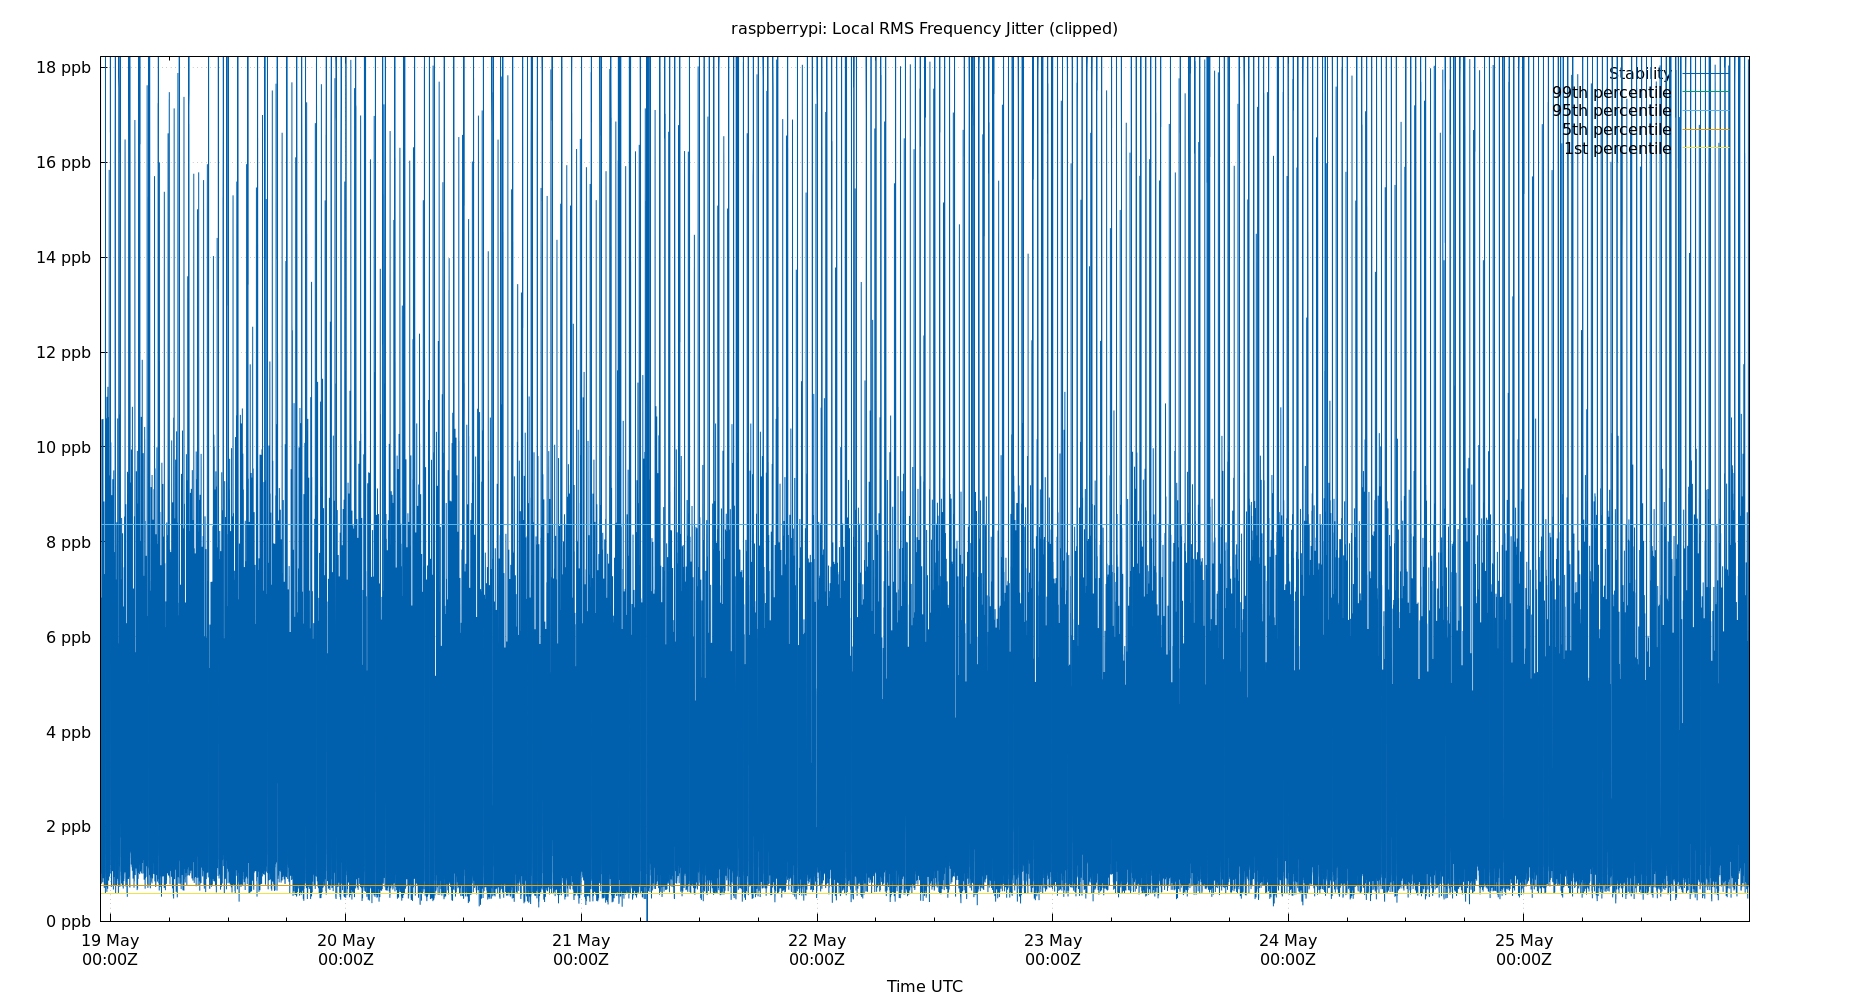 raspberrypi: Local RMS Frequency Jitter (clipped)
18 ppb
16 ppb
14 ppb
12 ppb
10 ppb
8 ppb
6 ppb
4 ppb
2 ppb
0 ppb
Stability
99th percentile
95th percentile
5th percentile
1st percentile
19 May 20 May 21 May 22 May 23 May 24 May 25 May
00:00Z 00:00Z 00:00Z 00:00Z 00:00Z 00:00Z 00:00Z
Time UTC